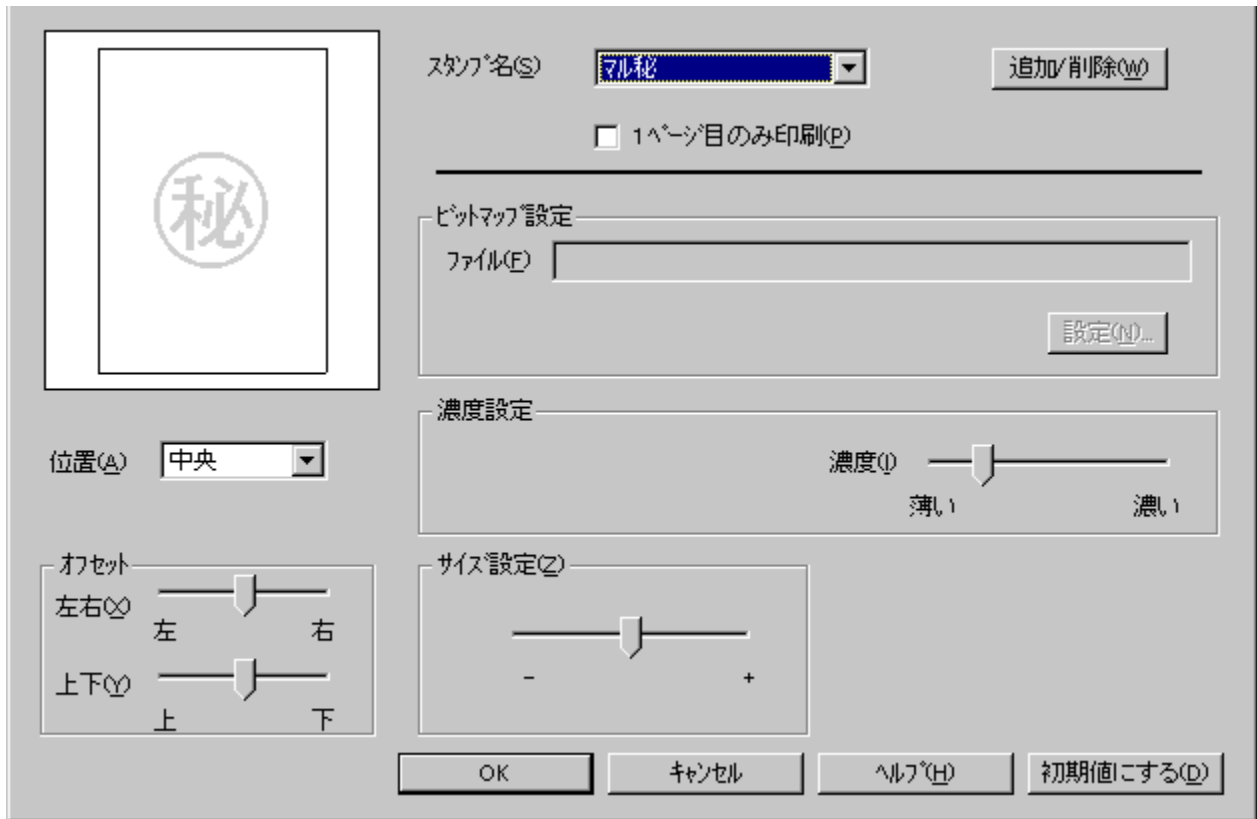 スタンプ名(S)
マル秘
追加/削除(W)
1ページ目のみ印刷(P)
秘
ビットマップ設定
ファイル(F)
設定(N)...
濃度設定
濃度(I)
薄い
濃い
位置(A)
中央
オフセット
左右(X)
左
右
上下(Y)
上
下
サイズ設定(Z)
-
+
OK
キャンセル
ヘルプ(H)
初期値にする(D)